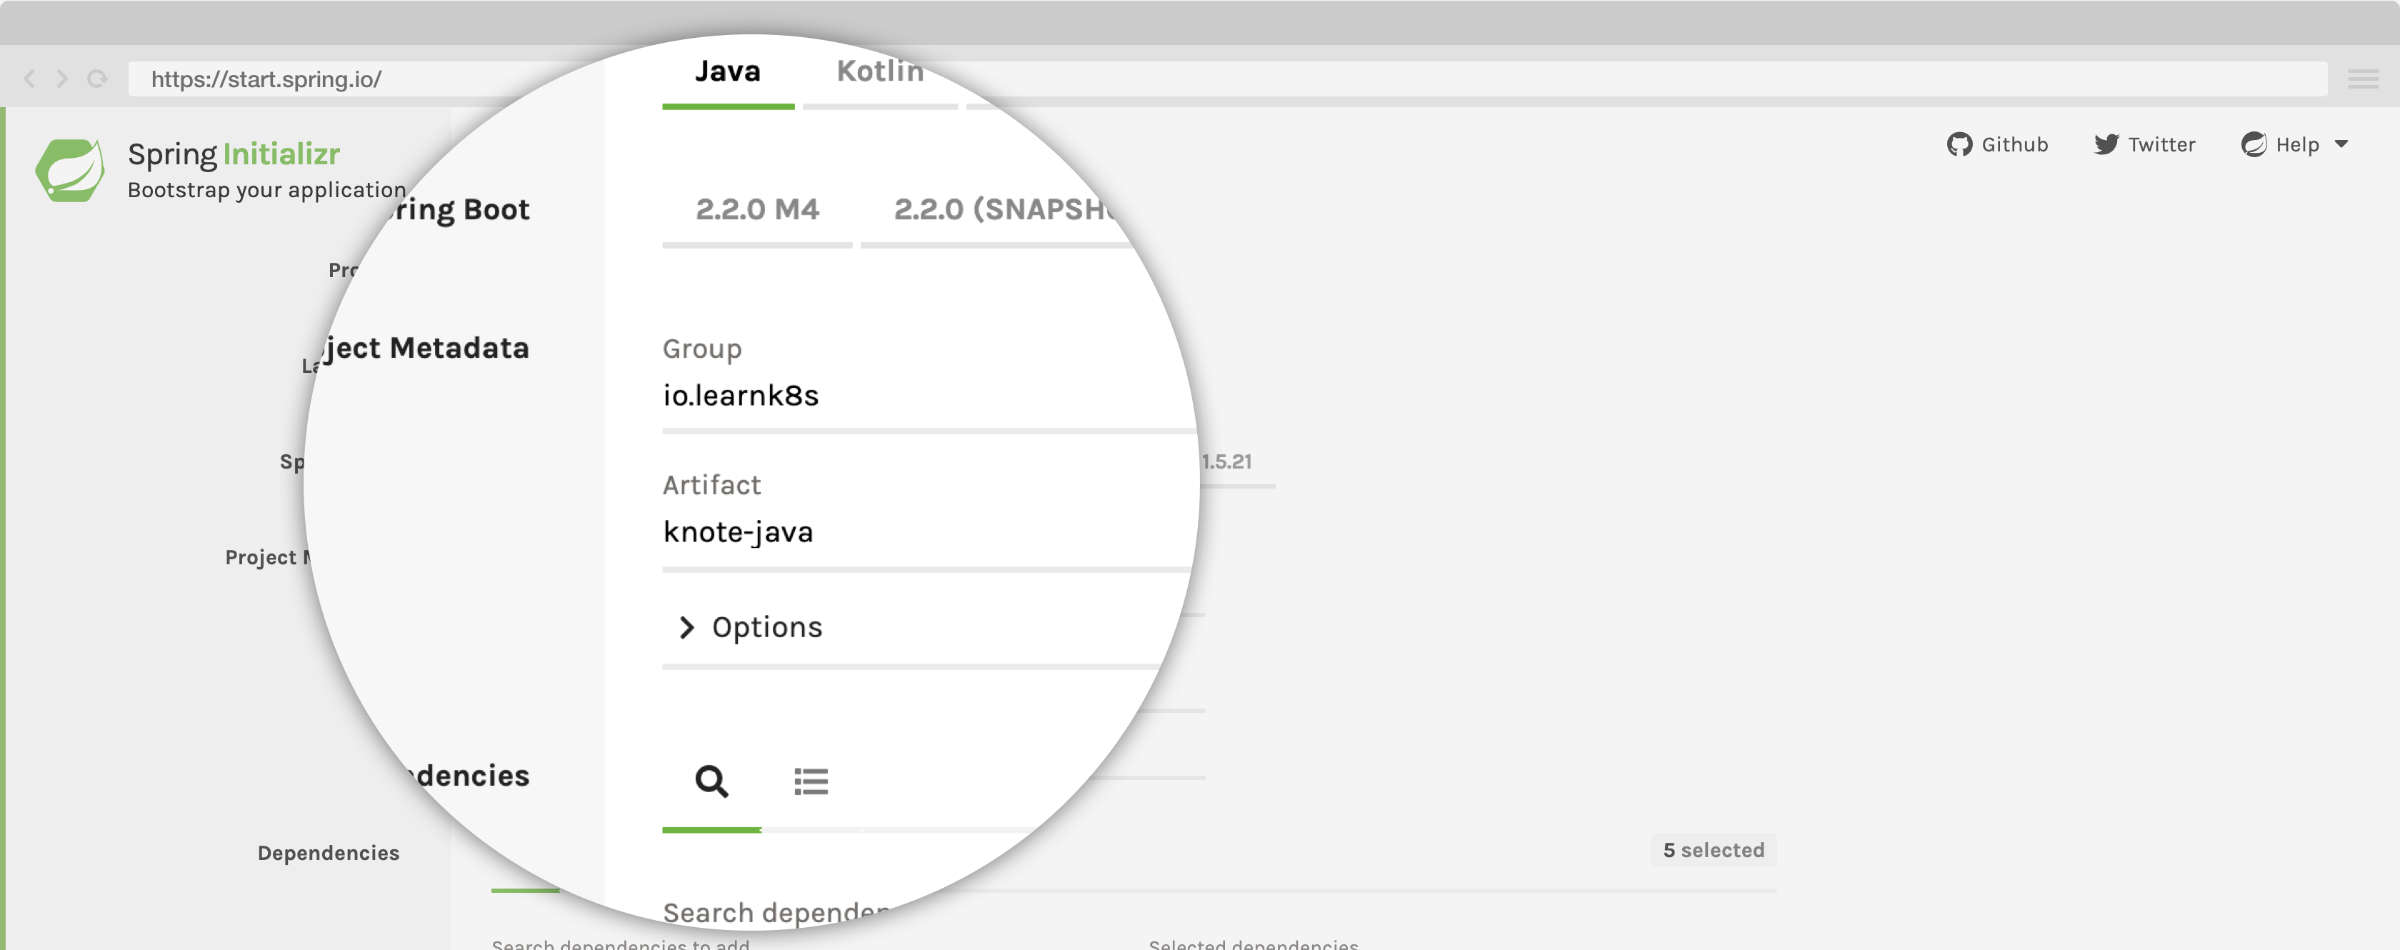 https://start.spring.io/
Java Kotlin
Spring Initializr
Bootstrap your application
Github Twitter Help
ring Boot 2.2.0 M4 2.2.0 (SNAPSH
Pro
ject Metadata
Group
La
io.learnk8s
Sp
1.5.21
Artifact
knote-java
Project M
Options
dencies
Dependencies
5 selected
Search depender
Search dependencies to add
Selected dependencies